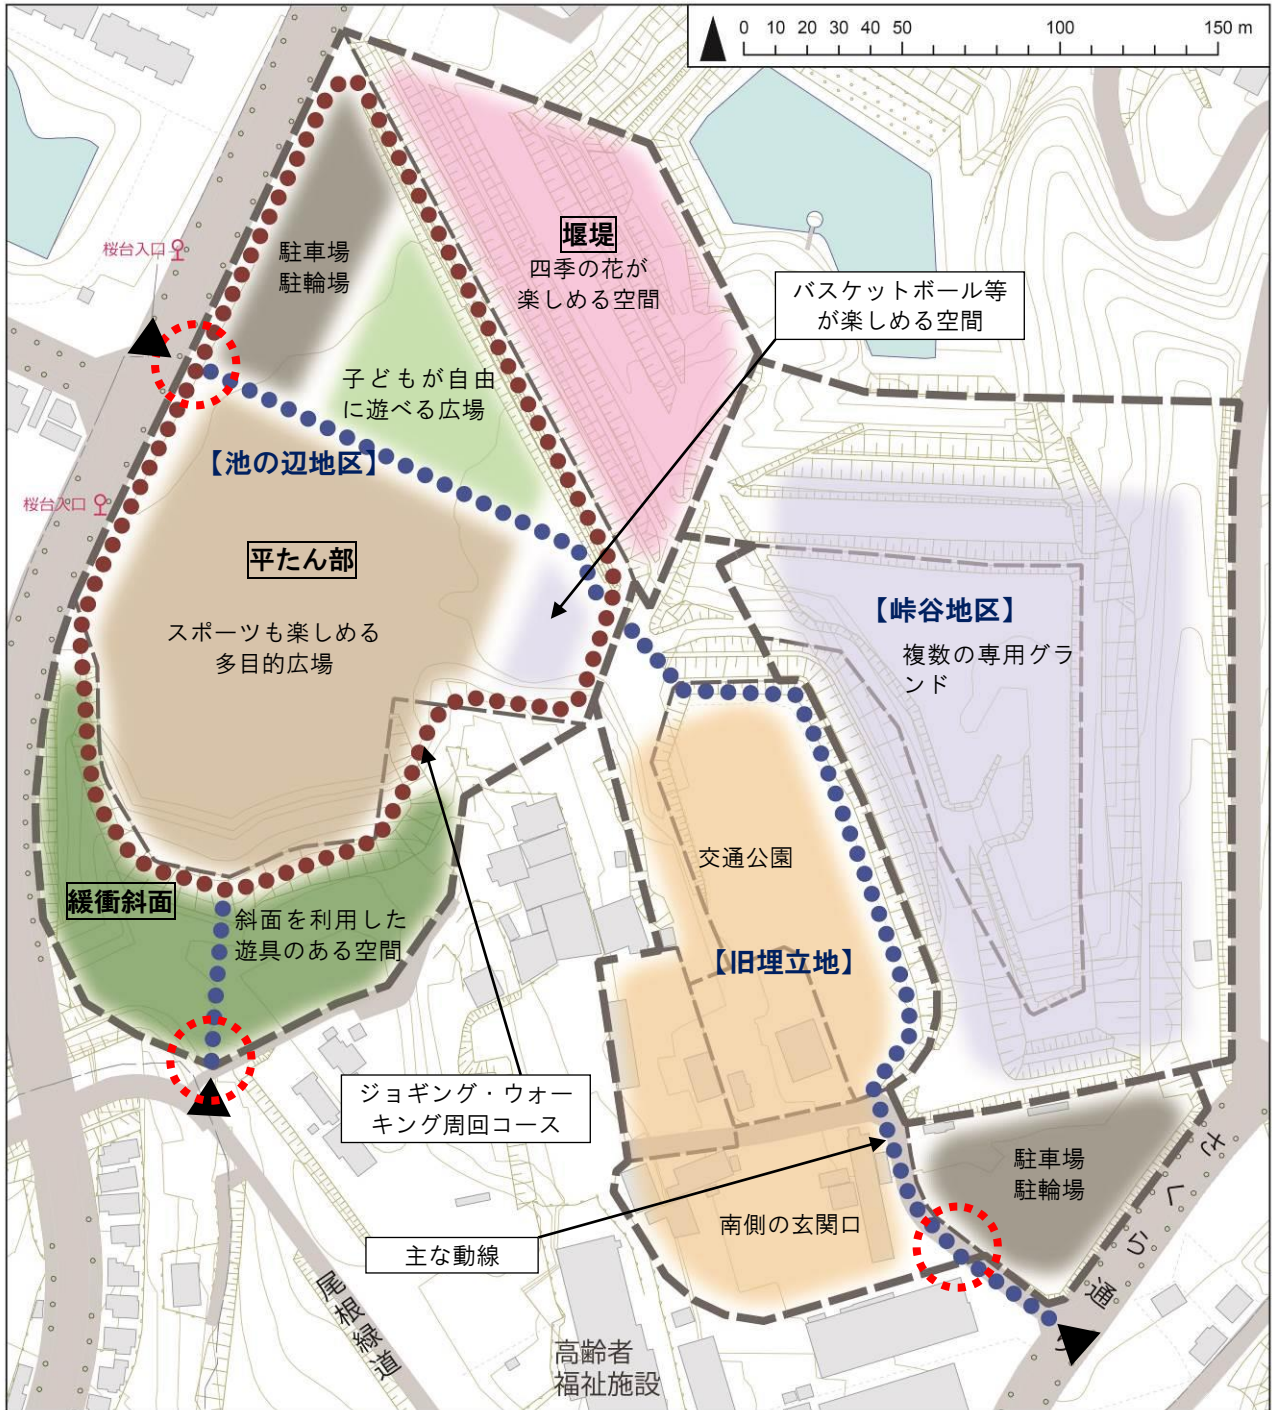 0 10 20 30 40 50 100 150 m
桜台入口
駐車場
駐輪場
堰堤
四季の花が
楽しめる空間
バスケットボール等
が楽しめる空間
子どもが自由
に遊べる広場
【池の辺地区】
桜台入口
平たん部
スポーツも楽しめる
多目的広場
【峠谷地区】
複数の専用グラ
ンド
交通公園
緩衝斜面
斜面を利用した
遊具のある空間
【旧埋立地】
ジョギング・ウォー
キング周回コース
駐車場
駐輪場
南側の玄関口
主な動線
さくら通り
尾根緑道
高齢者
福祉施設